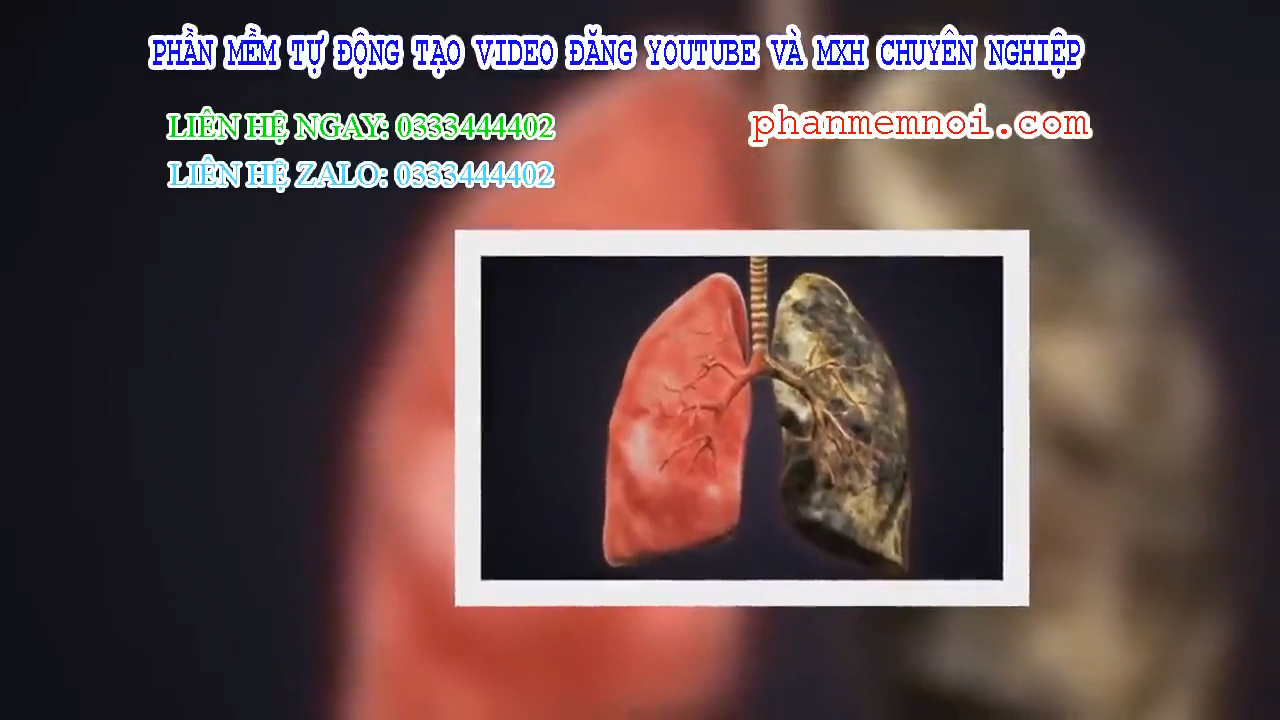 PHẦN MỀM TỰ ĐỘNG TẠO VIDEO ĐĂNG YOUTUBE VÀ MXH CHUYÊN NGHIỆP
LIÊN HỆ NGAY: 0333444402
phanmemnoi.com
LIÊN HỆ ZALO: 0333444402